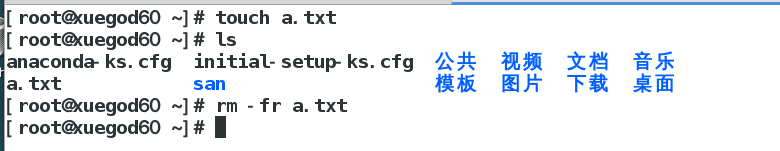 [root@xuegod60 ~]# touch a.txt
[root@xuegod60 ~]# ls
anaconda-ks.cfg  initial-setup-ks.cfg  公共  视频  文档  音乐
a.txt            san                   模板  图片  下载  桌面
[root@xuegod60 ~]# rm -fr a.txt
[root@xuegod60 ~]#